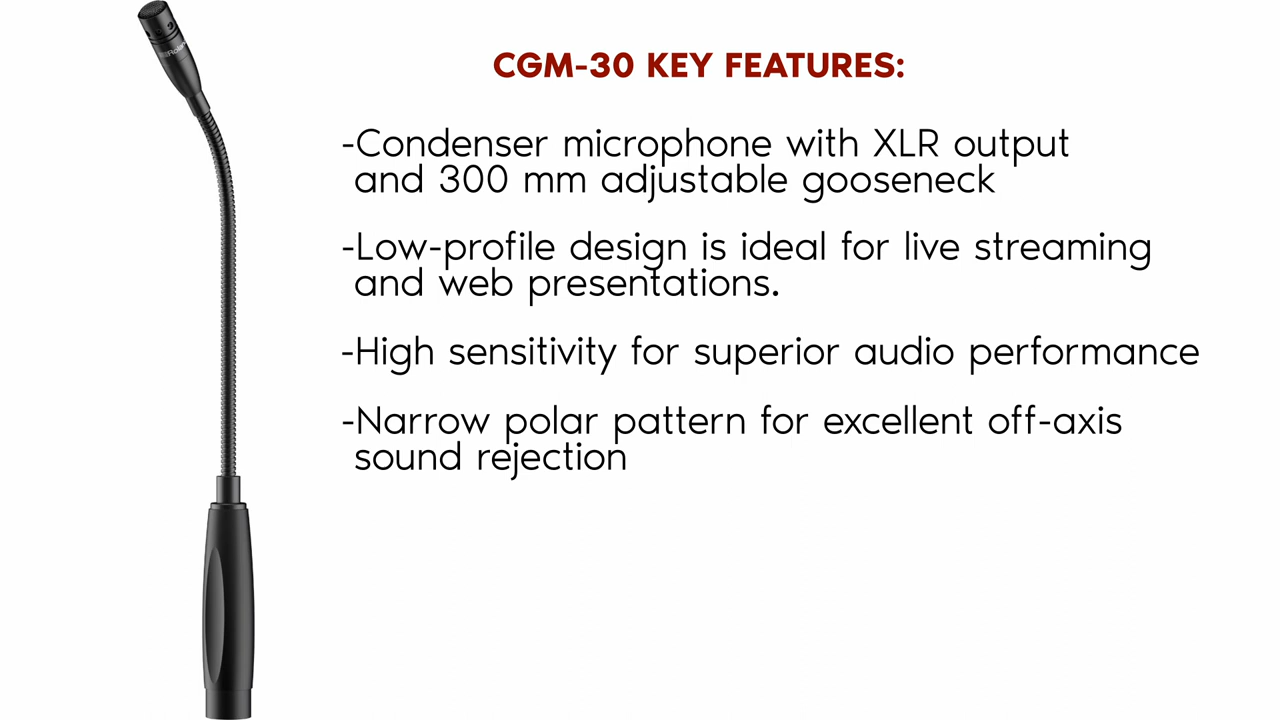 Roland
CGM-30 KEY FEATURES:
-Condenser microphone with XLR output
and 300 mm adjustable gooseneck
-Low-profile design is ideal for live streaming
and web presentations.
-High sensitivity for superior audio performance
-Narrow polar pattern for excellent off-axis
sound rejection